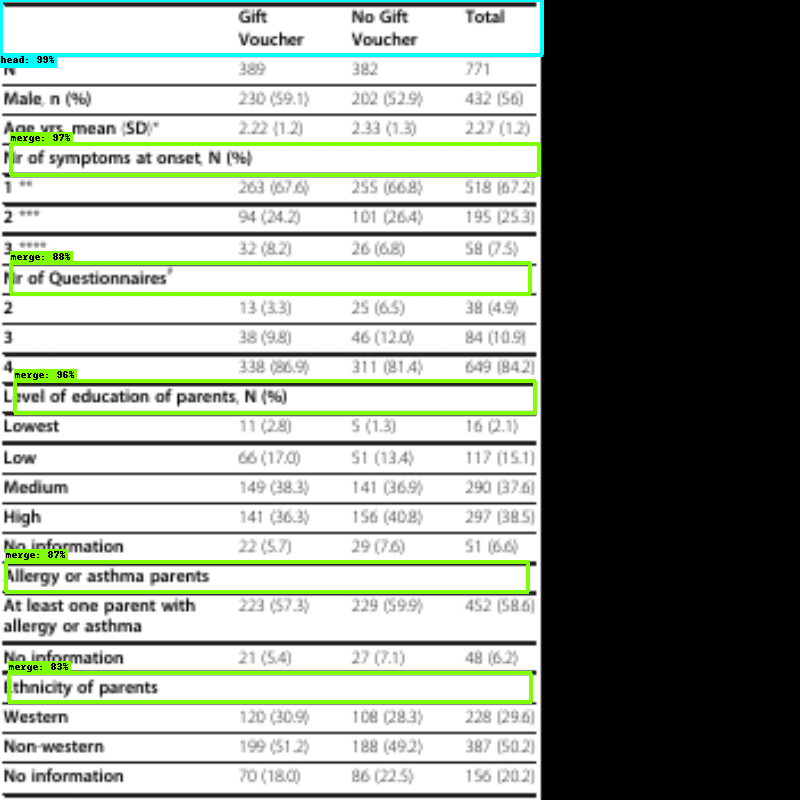 Gift No Gift Total
Voucher Voucher
head: 99%
N 389 382 771
Male, n (%) 230 (59.1) 202 (52.9) 432 (56)
Age yrs, mean (SD)* 2.22 (1.2) 2.33 (1.3) 2.27 (1.2)
merge: 97%
Nr of symptoms at onset, N (%)
1 ** 263 (67.6) 255 (66.8) 518 (67.2)
2 *** 94 (24.2) 101 (26.4) 195 (25.3)
3 **** 32 (8.2) 26 (6.8) 58 (7.5)
merge: 88%
Nr of Questionnaires#
2 13 (3.3) 25 (6.5) 38 (4.9)
3 38 (9.8) 46 (12.0) 84 (10.9)
4 338 (86.9) 311 (81.4) 649 (84.2)
merge: 96%
Level of education of parents, N (%)
Lowest 11 (2.8) 5 (1.3) 16 (2.1)
Low 66 (17.0) 51 (13.4) 117 (15.1)
Medium 149 (38.3) 141 (36.9) 290 (37.6)
High 141 (36.3) 156 (40.8) 297 (38.5)
No information 22 (5.7) 29 (7.6) 51 (6.6)
merge: 87%
Allergy or asthma parents
At least one parent with 223 (57.3) 229 (59.9) 452 (58.6)
allergy or asthma
No information 21 (5.4) 27 (7.1) 48 (6.2)
merge: 83%
Ethnicity of parents
Western 120 (30.9) 108 (28.3) 228 (29.6)
Non-western 199 (51.2) 188 (49.2) 387 (50.2)
No information 70 (18.0) 86 (22.5) 156 (20.2)